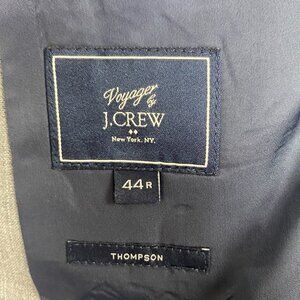 Voyager by
J.CREW
New York. NY.
44R
THOMPSON